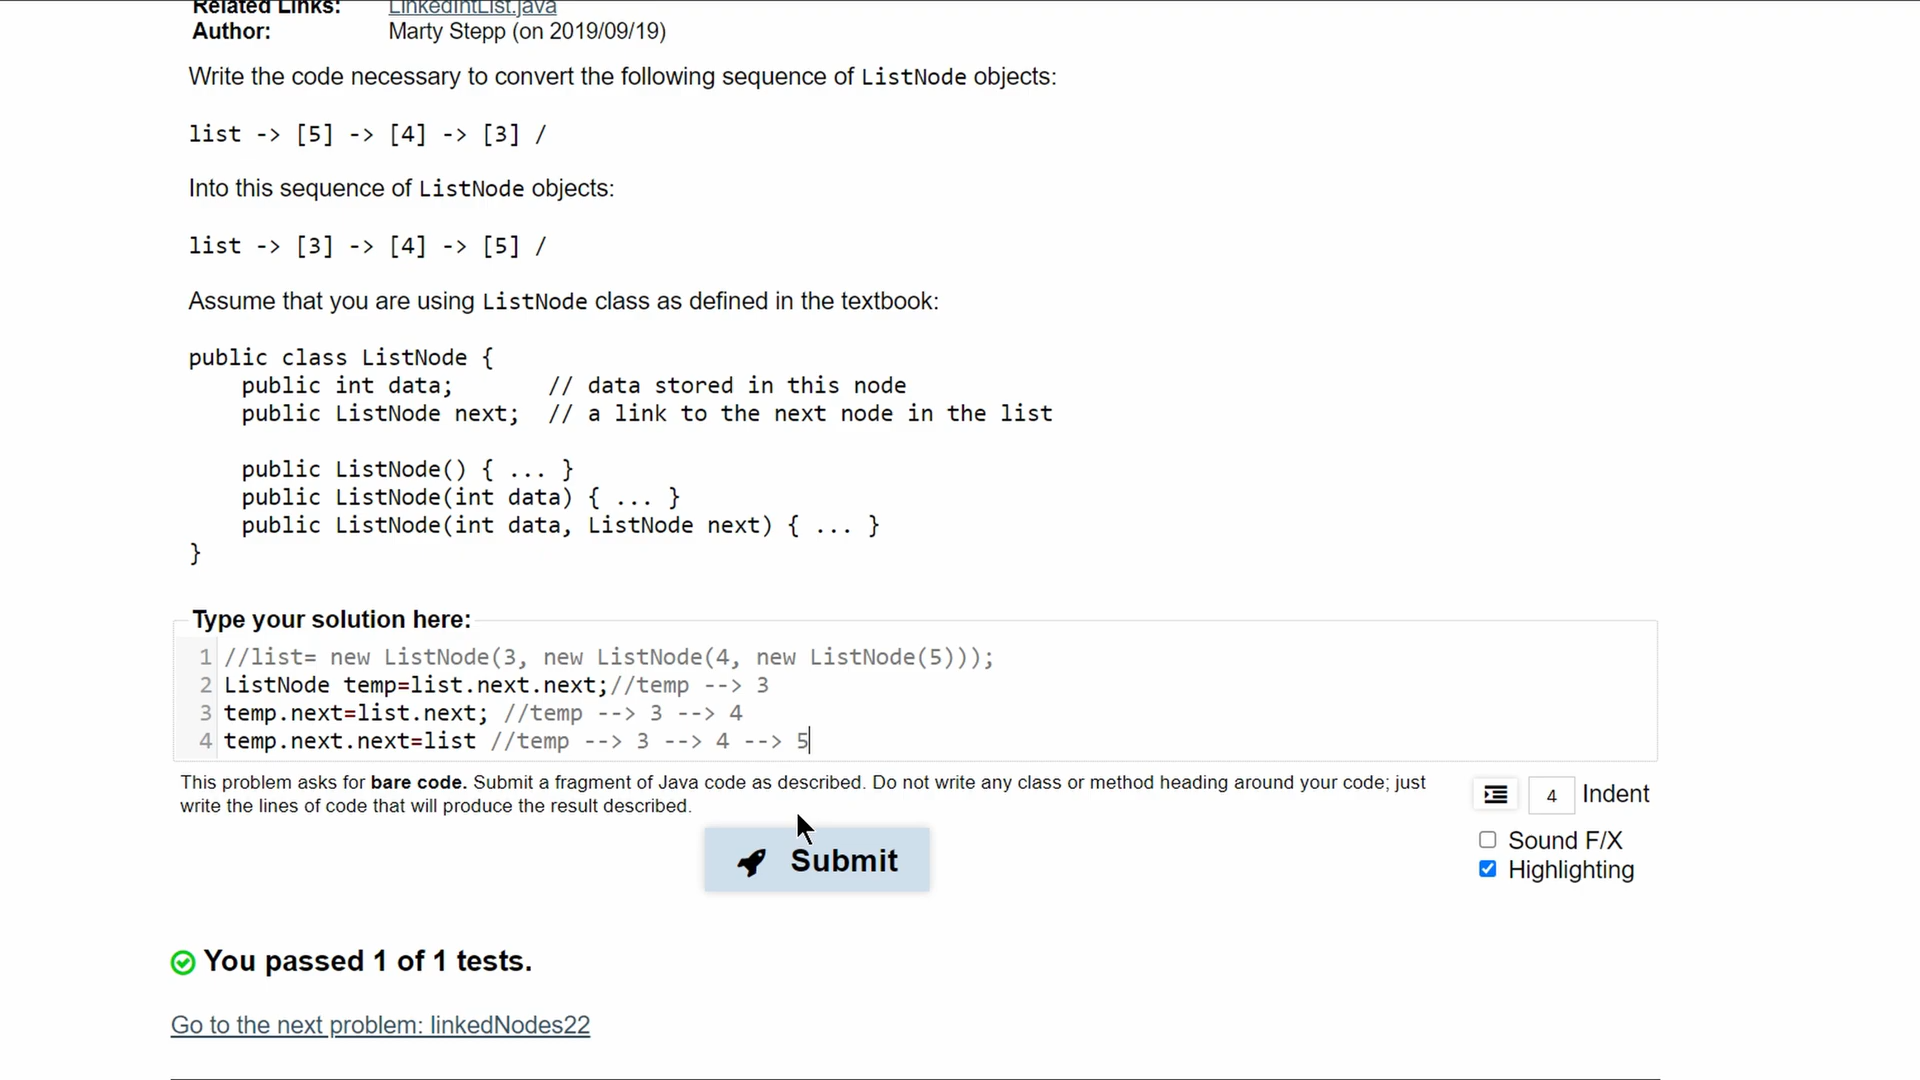 Related Links: LinkedIntList.java
Author: Marty Stepp (on 2019/09/19)
Write the code necessary to convert the following sequence of ListNode objects:
list -> [5] -> [4] -> [3] /
Into this sequence of ListNode objects:
list -> [3] -> [4] -> [5] /
Assume that you are using ListNode class as defined in the textbook:
public class ListNode {
    public int data;       // data stored in this node
    public ListNode next;  // a link to the next node in the list
    public ListNode() { ... }
    public ListNode(int data) { ... }
    public ListNode(int data, ListNode next) { ... }
}
Type your solution here:
1 //list= new ListNode(3, new ListNode(4, new ListNode(5)));
2 ListNode temp=list.next.next;//temp --> 3
3 temp.next=list.next; //temp --> 3 --> 4
4 temp.next.next=list //temp --> 3 --> 4 --> 5
This problem asks for bare code. Submit a fragment of Java code as described. Do not write any class or method heading around your code; just
write the lines of code that will produce the result described.
4 Indent
Sound F/X
Highlighting
Submit
You passed 1 of 1 tests.
Go to the next problem: linkedNodes22